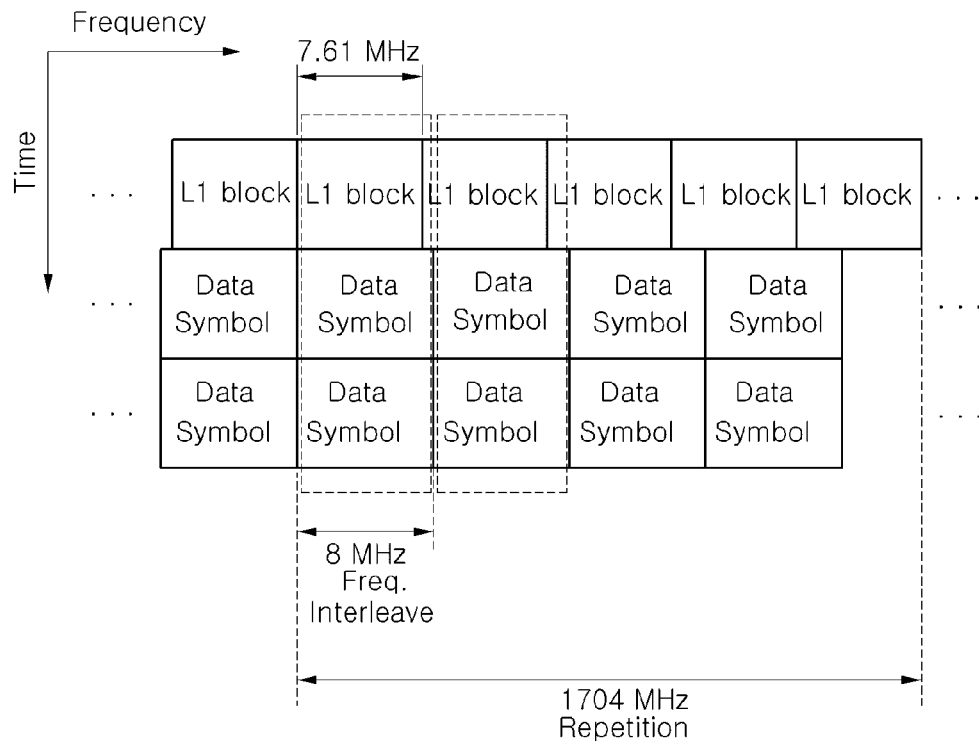 Frequency
7.61 MHz
Time
. . . L1 block L1 block L1 block L1 block L1 block L1 block . . .
. . . Data Symbol Data Symbol Data Symbol Data Symbol Data Symbol . . .
. . . Data Symbol Data Symbol Data Symbol Data Symbol Data Symbol . . .
8 MHz
Freq.
Interleave
1704 MHz
Repetition